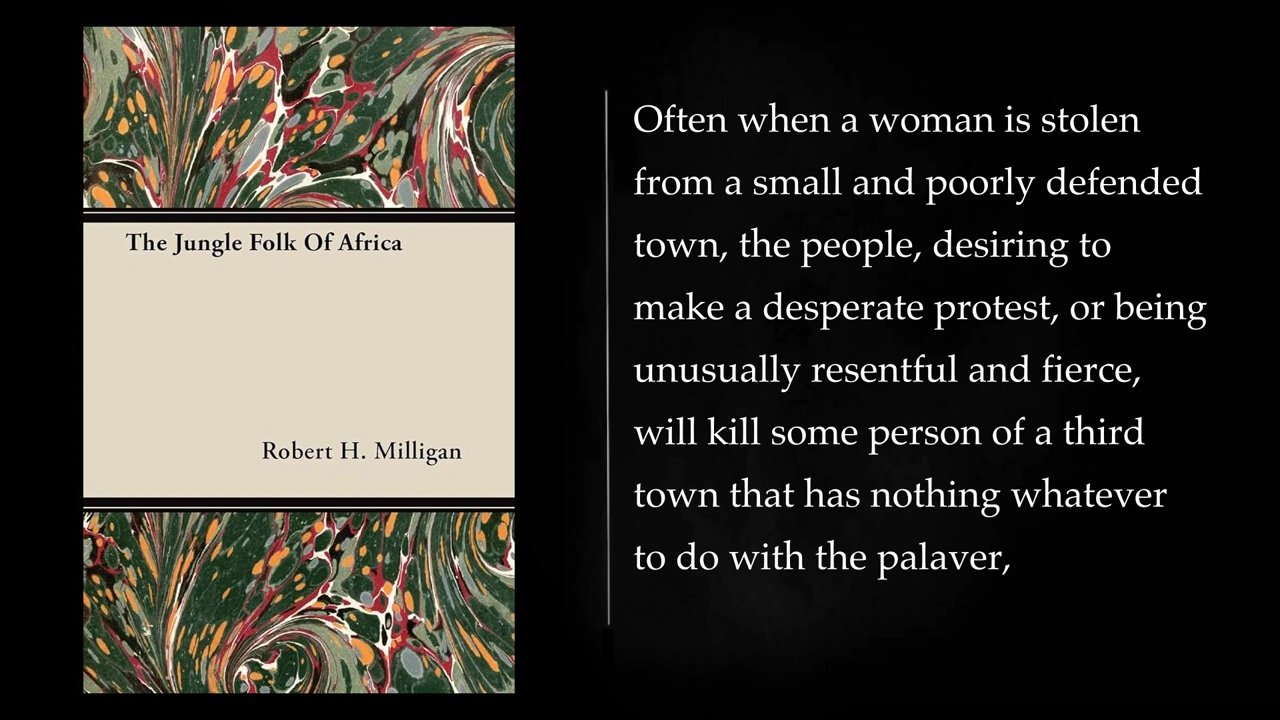 The Jungle Folk Of Africa
Robert H. Milligan
Often when a woman is stolen
from a small and poorly defended
town, the people, desiring to
make a desperate protest, or being
unusually resentful and fierce,
will kill some person of a third
town that has nothing whatever
to do with the palaver,